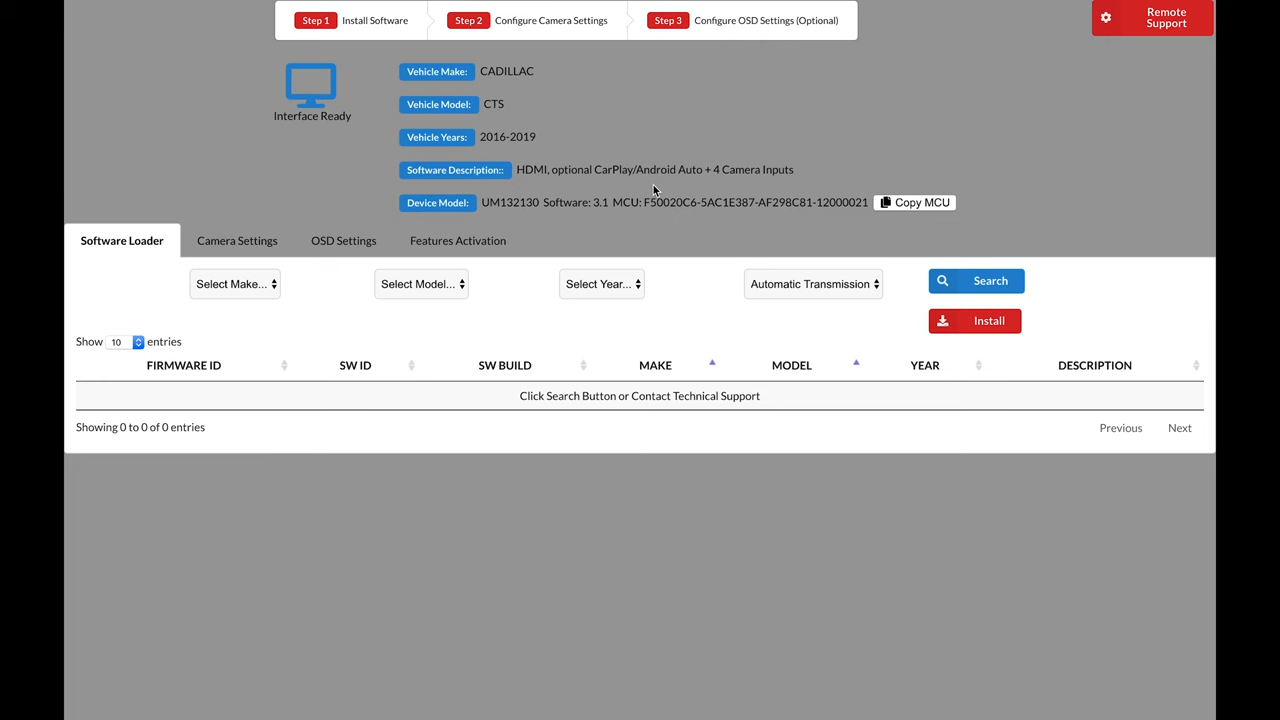 Step 1 Install Software Step 2 Configure Camera Settings Step 3 Configure OSD Settings (Optional)
Remote
Support
Interface Ready
Vehicle Make: CADILLAC
Vehicle Model: CTS
Vehicle Years: 2016-2019
Software Description:: HDMI, optional CarPlay/Android Auto + 4 Camera Inputs
Device Model: UM132130 Software: 3.1 MCU: F50020C6-5AC1E387-AF298C81-12000021 Copy MCU
Software Loader Camera Settings OSD Settings Features Activation
Select Make... Select Model... Select Year... Automatic Transmission Search
Install
Show 10 entries
FIRMWARE ID SW ID SW BUILD MAKE MODEL YEAR DESCRIPTION
Click Search Button or Contact Technical Support
Showing 0 to 0 of 0 entries Previous Next